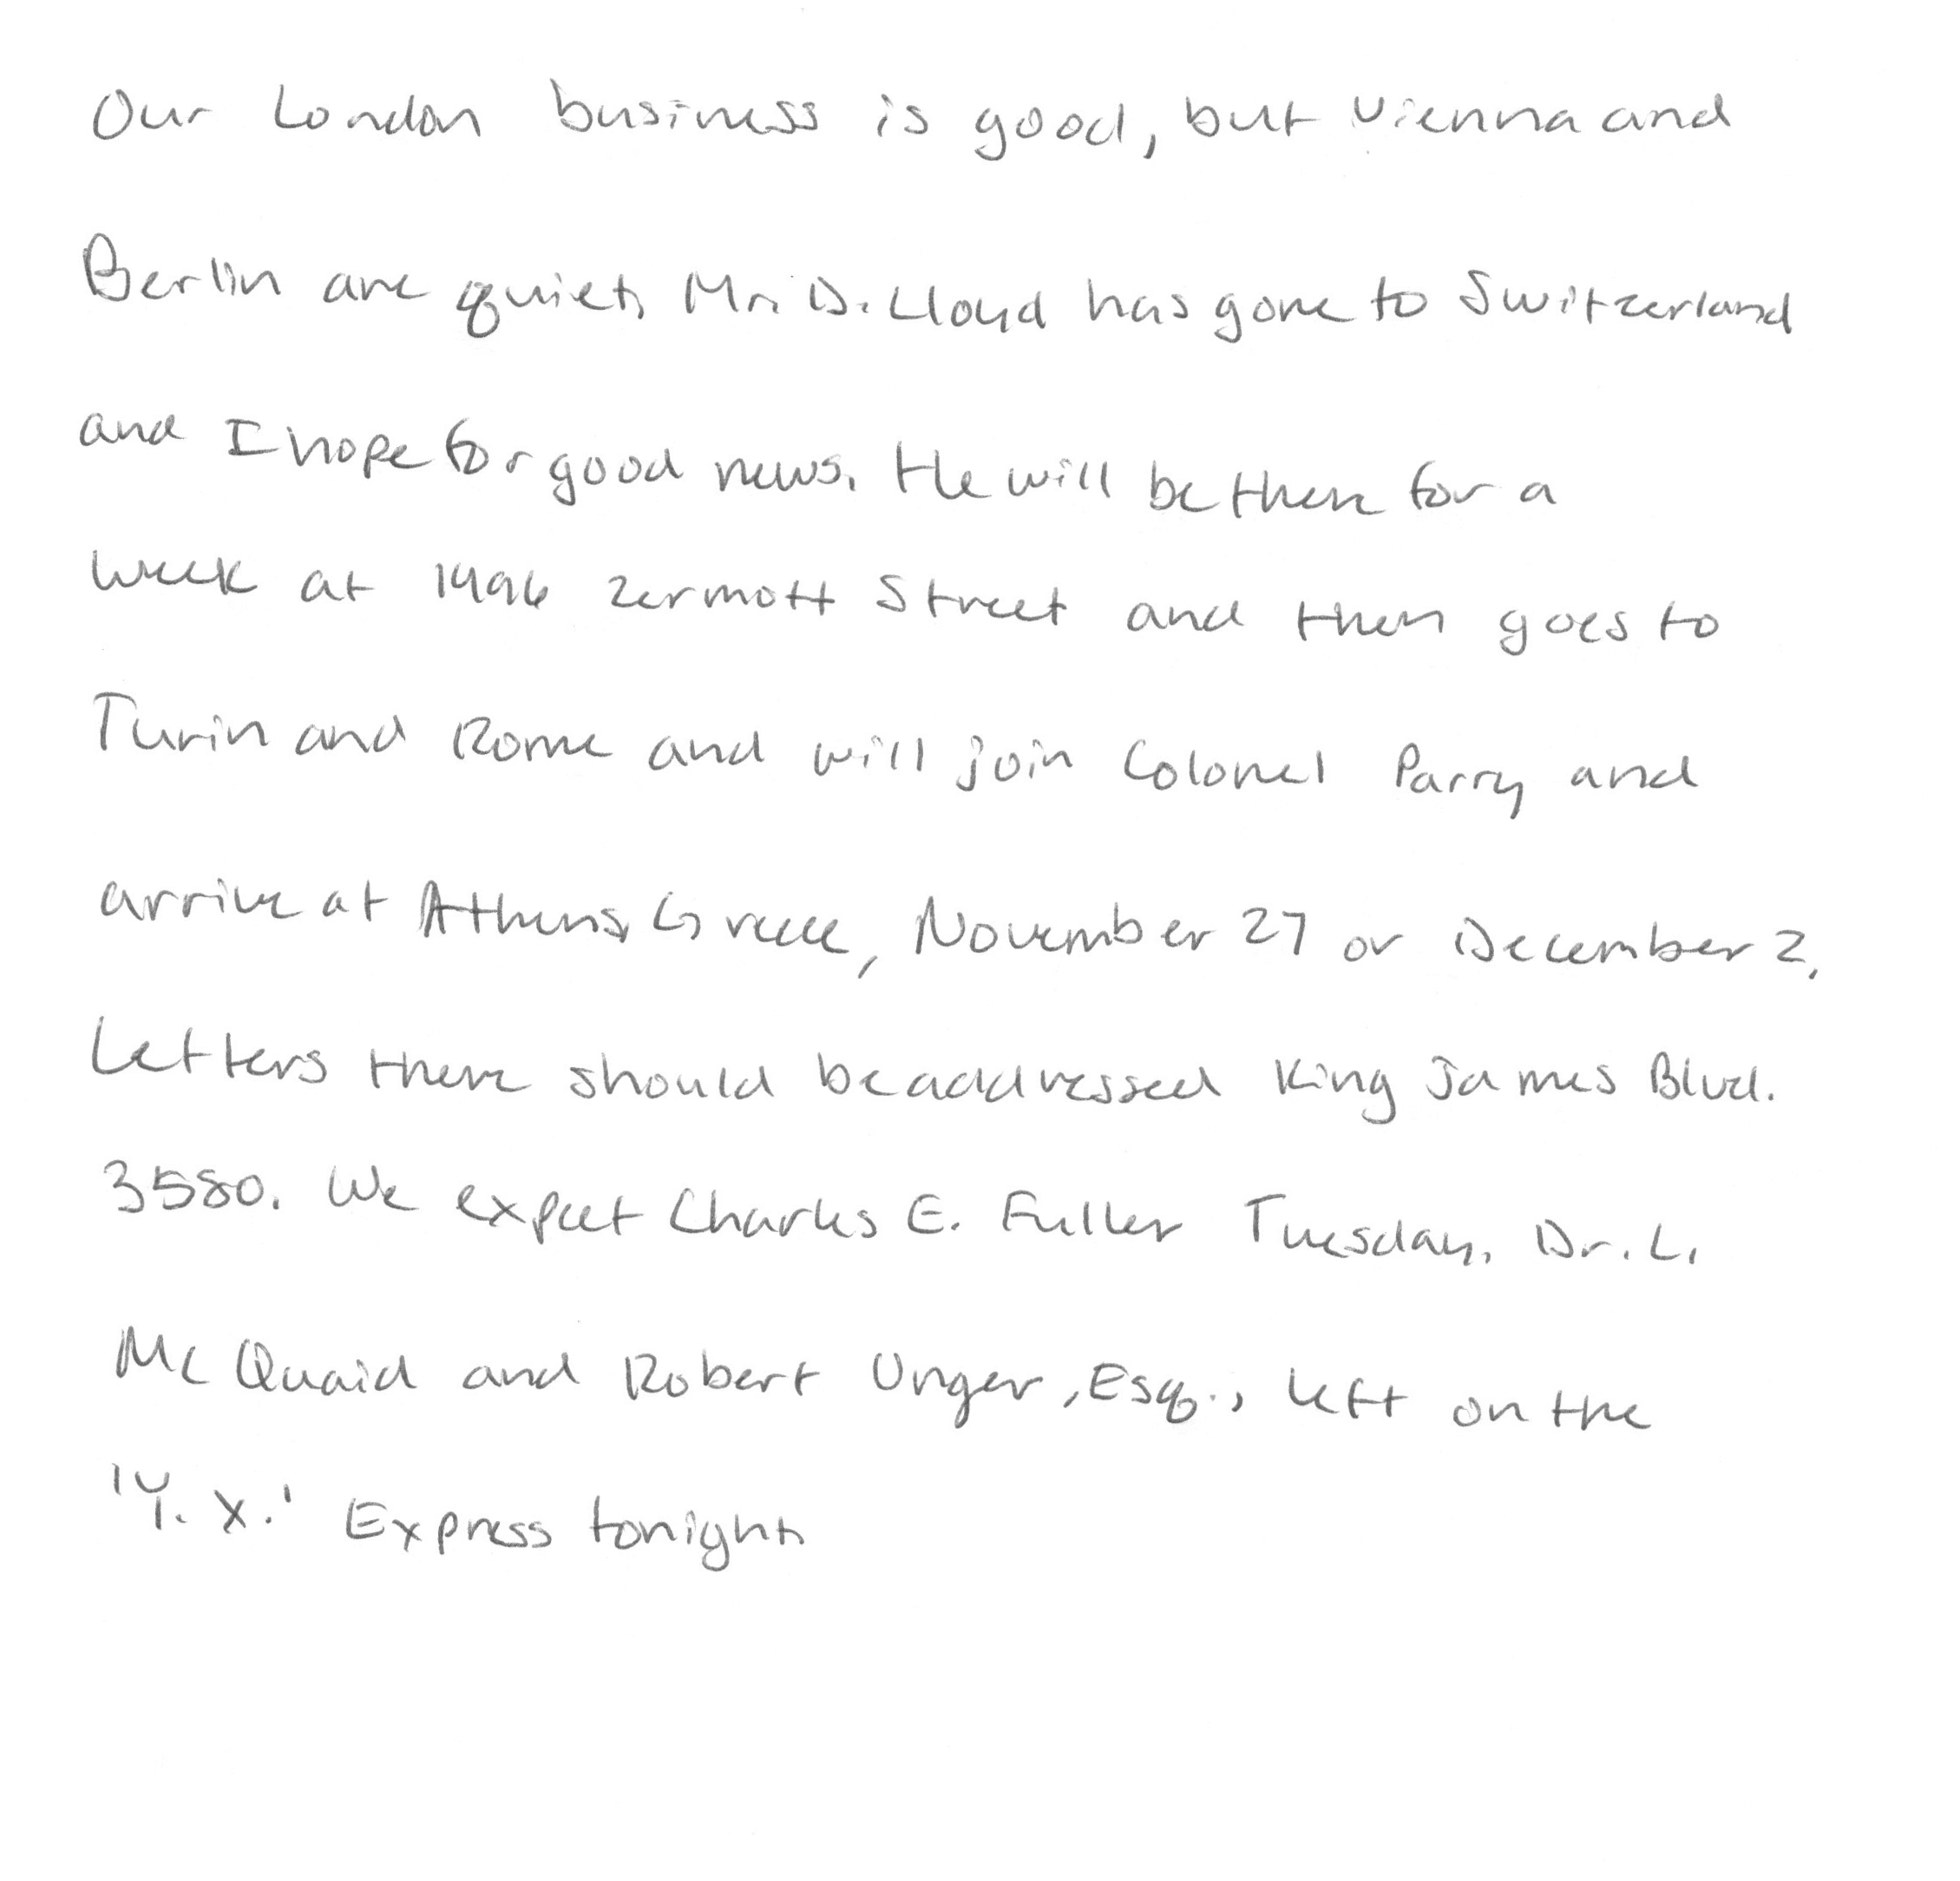 Our London business is good, but Vienna and
Berlin are quiet. Mr. D. Lloyd has gone to Switzerland
and I hope for good news. He will be there for a
week at 1496 Zermott Street and then goes to
Turin and Rome and will join Colonel Parry and
arrive at Athens, Greece, November 27 or December 2.
Letters there should be addressed King James Blvd.
3580. We expect Charles E. Fuller Tuesday. Dr. L.
McQuaid and Robert Unger, Esq., left on the
'Y. X.' Express tonight.